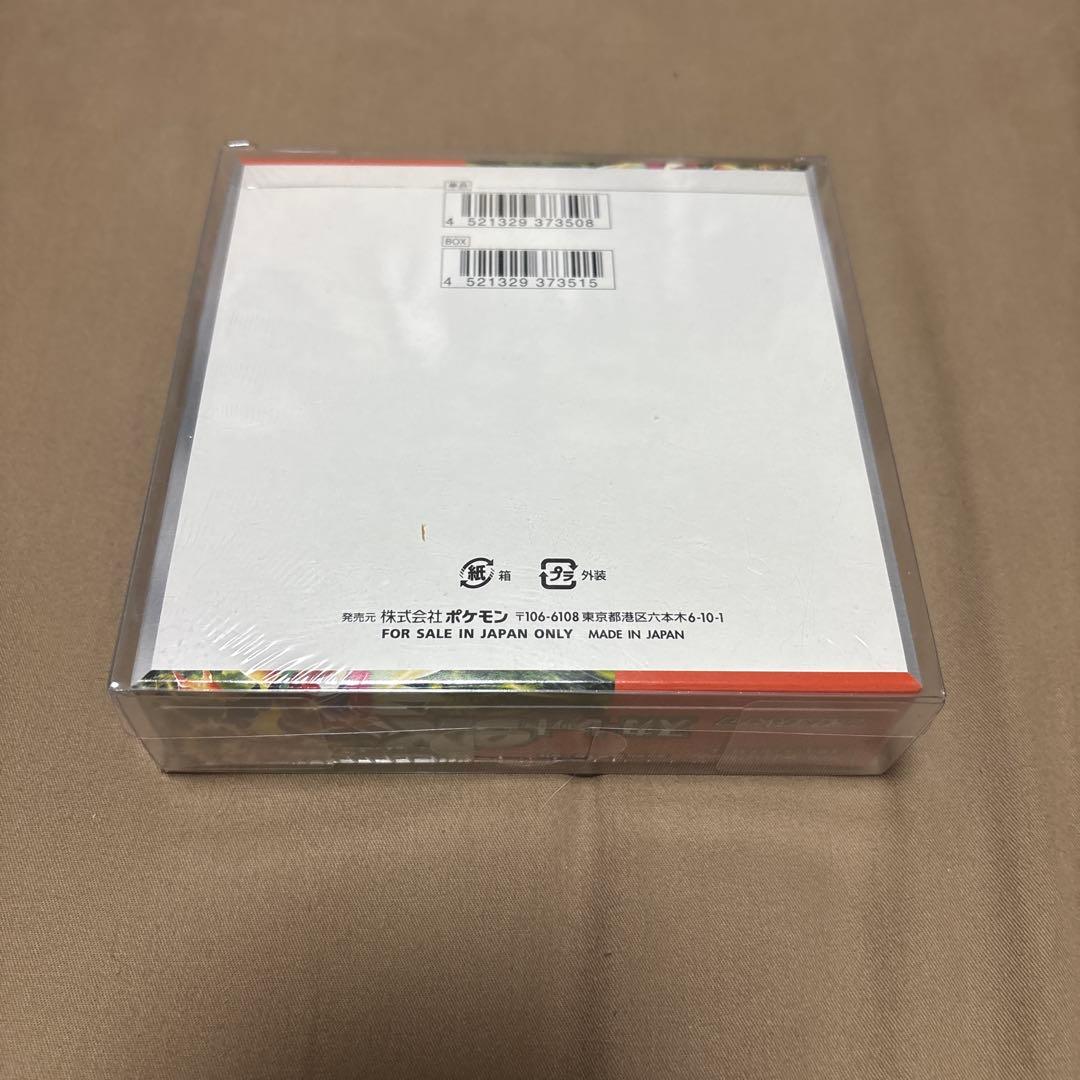 単品
4 521329 373508
BOX
4 521329 373515
紙 箱 プラ 外装
発売元 株式会社 ポケモン 〒106-6108 東京都港区六本木6-10-1
FOR SALE IN JAPAN ONLY MADE IN JAPAN